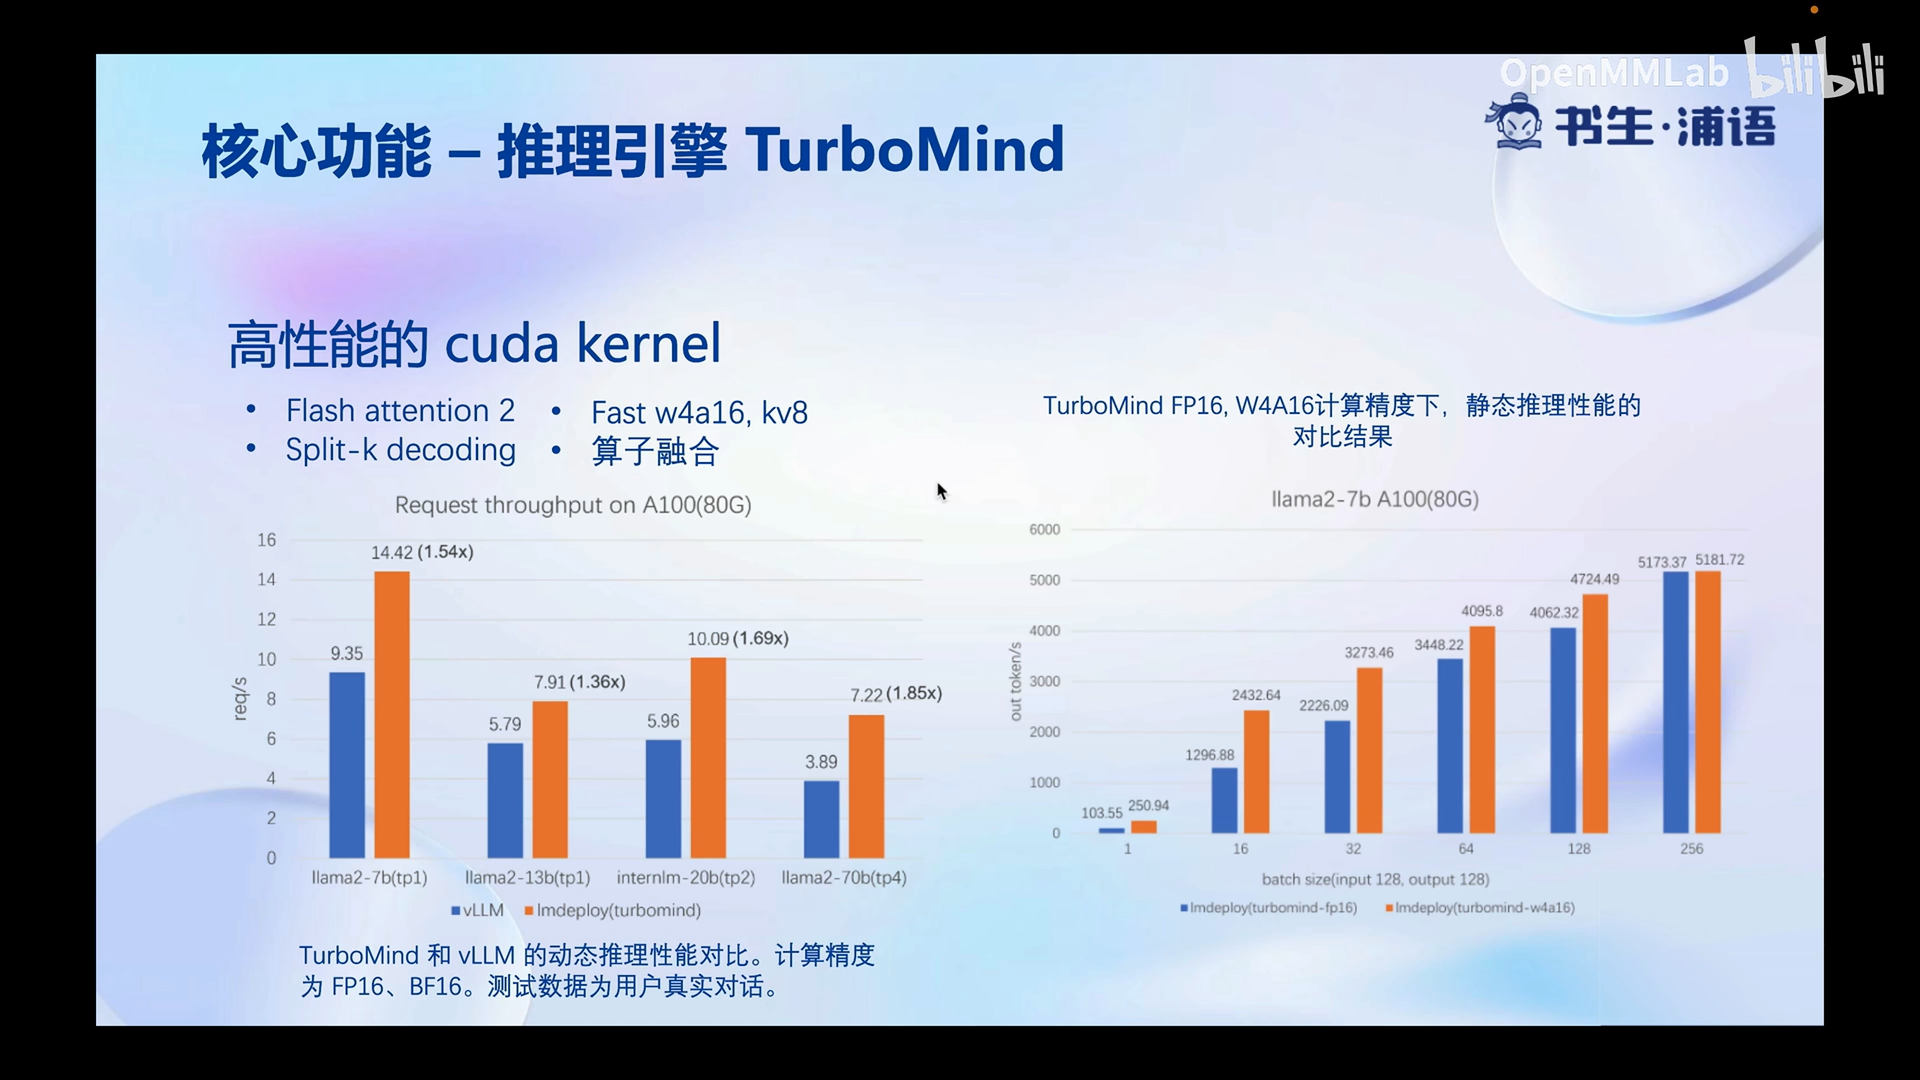 OpenMMLab bilibili
书生·浦语
核心功能 – 推理引擎 TurboMind
高性能的 cuda kernel
• Flash attention 2
• Split-k decoding
• Fast w4a16, kv8
• 算子融合
Request throughput on A100(80G)
req/s
16
14
12
10
8
6
4
2
0
9.35
14.42 (1.54x)
5.79
7.91 (1.36x)
5.96
10.09 (1.69x)
3.89
7.22 (1.85x)
llama2-7b(tp1) llama2-13b(tp1) internlm-20b(tp2) llama2-70b(tp4)
vLLM lmdeploy(turbomind)
TurboMind 和 vLLM 的动态推理性能对比。计算精度
为 FP16、BF16。测试数据为用户真实对话。
TurboMind FP16, W4A16计算精度下，静态推理性能的
对比结果
llama2-7b A100(80G)
out token/s
6000
5000
4000
3000
2000
1000
0
103.55 250.94
1296.88
2432.64
2226.09
3273.46
3448.22
4095.8
4062.32
4724.49
5173.37 5181.72
1 16 32 64 128 256
batch size(input 128, output 128)
lmdeploy(turbomind-fp16) lmdeploy(turbomind-w4a16)